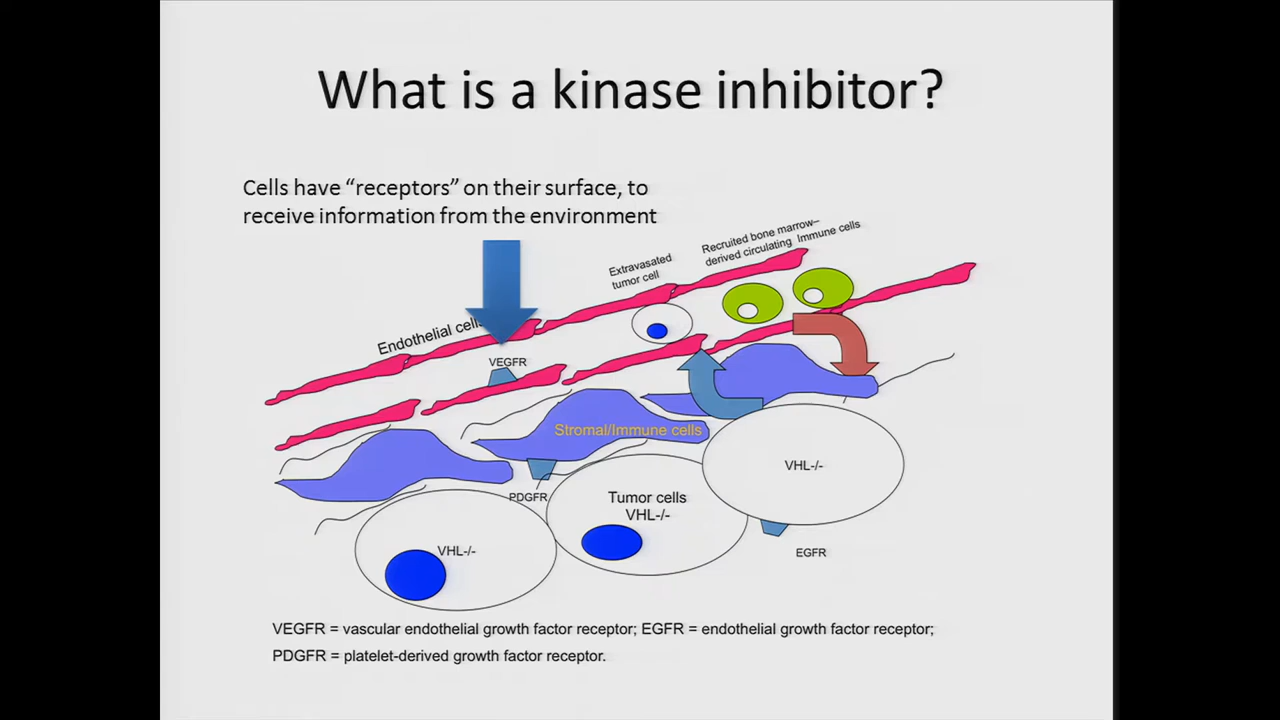 What is a kinase inhibitor?
Cells have “receptors” on their surface, to
receive information from the environment
Recruited bone marrow–
derived circulating Immune cells
Extravasated
tumor cell
Endothelial cells
VEGFR
Stromal/Immune cells
VHL-/-
PDGFR
Tumor cells
VHL-/-
VHL-/-
EGFR
VEGFR = vascular endothelial growth factor receptor; EGFR = endothelial growth factor receptor;
PDGFR = platelet-derived growth factor receptor.